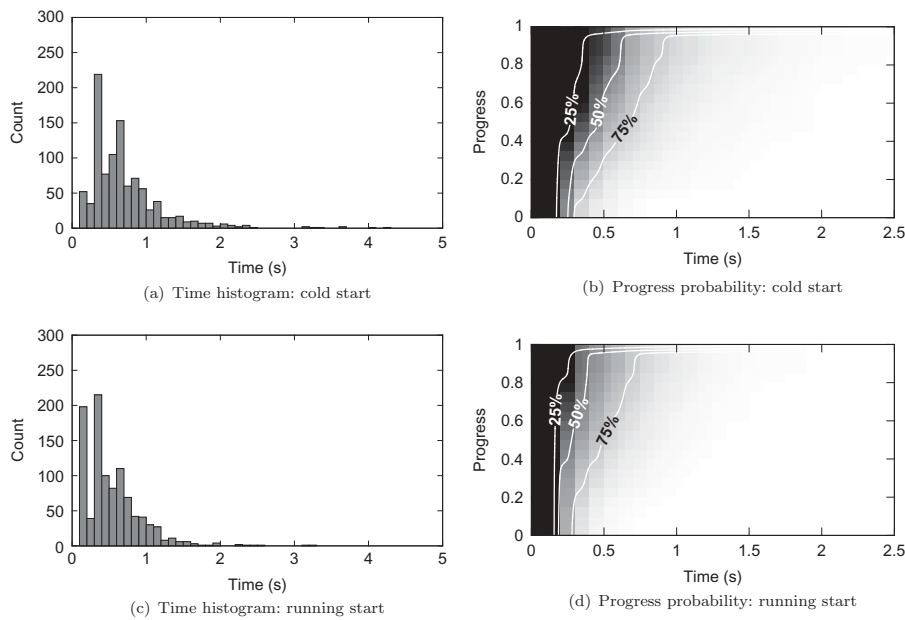 300
250
200
150
100
50
0
Count
0 1 2 3 4 5
Time (s)
(a) Time histogram: cold start
1
0.8
0.6
0.4
0.2
0
Progress
25%
50%
75%
0 0.5 1 1.5 2 2.5
Time (s)
(b) Progress probability: cold start
300
250
200
150
100
50
0
Count
0 1 2 3 4 5
Time (s)
(c) Time histogram: running start
1
0.8
0.6
0.4
0.2
0
Progress
25%
50%
75%
0 0.5 1 1.5 2 2.5
Time (s)
(d) Progress probability: running start